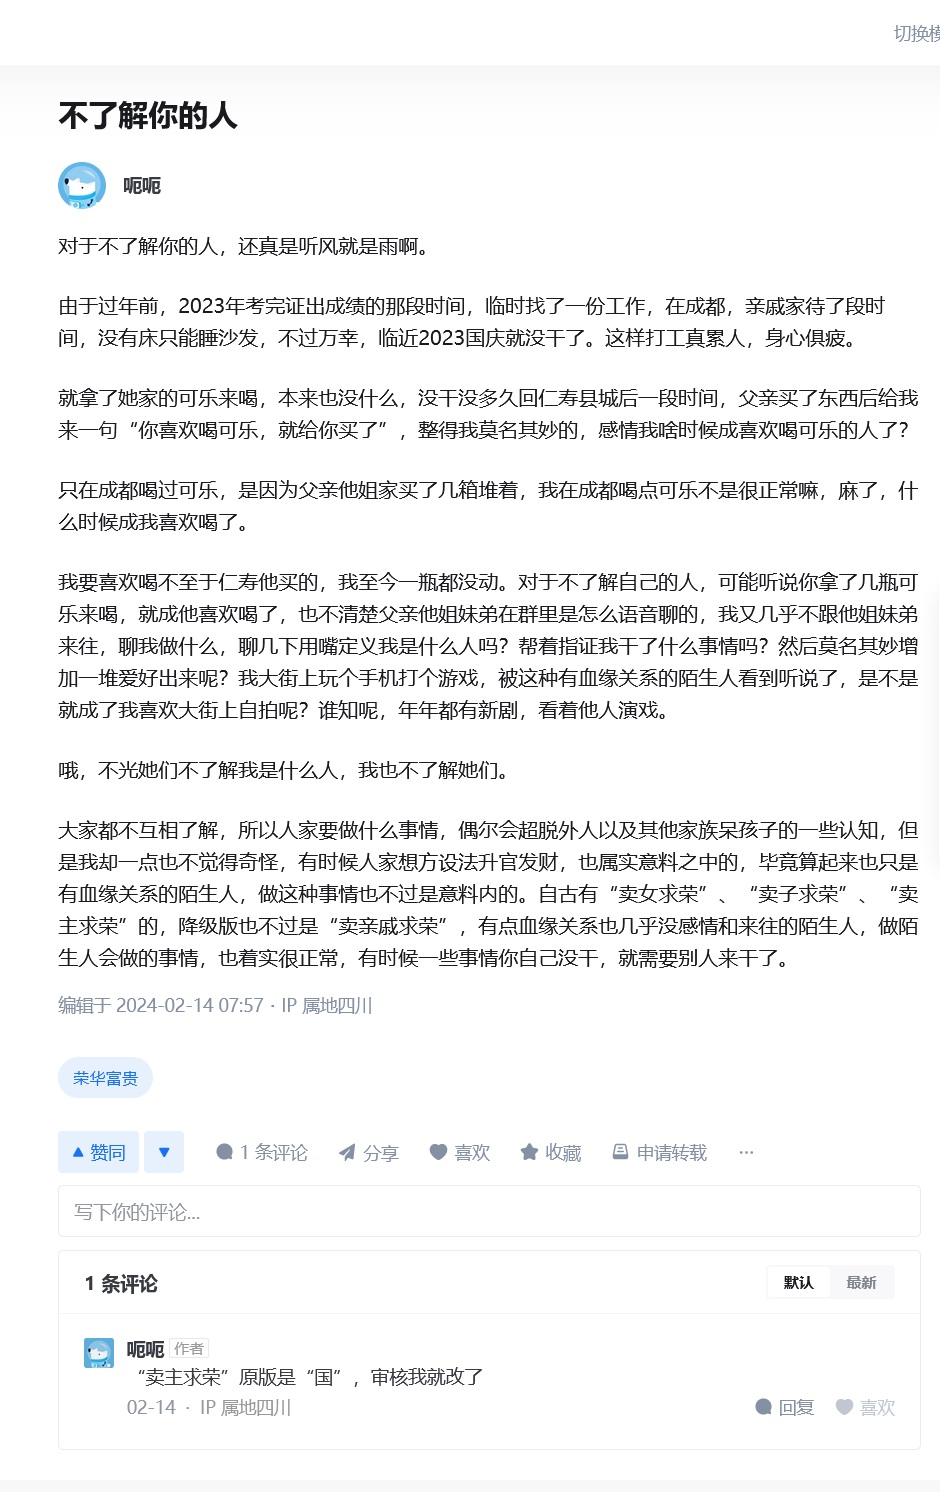 切换模
不了解你的人
呃呃
对于不了解你的人，还真是听风就是雨啊。
由于过年前，2023年考完证出成绩的那段时间，临时找了一份工作，在成都，亲戚家待了段时
间，没有床只能睡沙发，不过万幸，临近2023国庆就没干了。这样打工真累人，身心俱疲。
就拿了她家的可乐来喝，本来也没什么，没干没多久回仁寿县城后一段时间，父亲买了东西后给我
来一句“你喜欢喝可乐，就给你买了”，整得我莫名其妙的，感情我啥时候成喜欢喝可乐的人了？
只在成都喝过可乐，是因为父亲他姐家买了几箱堆着，我在成都喝点可乐不是很正常嘛，麻了，什
么时候成我喜欢喝了。
我要喜欢喝不至于仁寿他买的，我至今一瓶都没动。对于不了解自己的人，可能听说你拿了几瓶可
乐来喝，就成他喜欢喝了，也不清楚父亲他姐妹弟在群里是怎么语音聊的，我又几乎不跟他姐妹弟
来往，聊我做什么，聊几下用嘴定义我是什么人吗？帮着指证我干了什么事情吗？然后莫名其妙增
加一堆爱好出来呢？我大街上玩个手机打个游戏，被这种有血缘关系的陌生人看到听说了，是不是
就成了我喜欢大街上自拍呢？谁知呢，年年都有新剧，看着他人演戏。
哦，不光她们不了解我是什么人，我也不了解她们。
大家都不互相了解，所以人家要做什么事情，偶尔会超脱外人以及其他家族呆孩子的一些认知，但
是我却一点也不觉得奇怪，有时候人家想方设法升官发财，也属实意料之中的，毕竟算起来也只是
有血缘关系的陌生人，做这种事情也不过是意料内的。自古有“卖女求荣”、“卖子求荣”、“卖
主求荣”的，降级版也不过是“卖亲戚求荣”，有点血缘关系也几乎没感情和来往的陌生人，做陌
生人会做的事情，也着实很正常，有时候一些事情你自己没干，就需要别人来干了。
编辑于 2024-02-14 07:57 · IP 属地四川
荣华富贵
赞同 1 条评论 分享 喜欢 收藏 申请转载 ···
写下你的评论...
1 条评论 默认 最新
呃呃 作者
“卖主求荣”原版是“国”，审核我就改了
02-14 · IP 属地四川 回复 喜欢